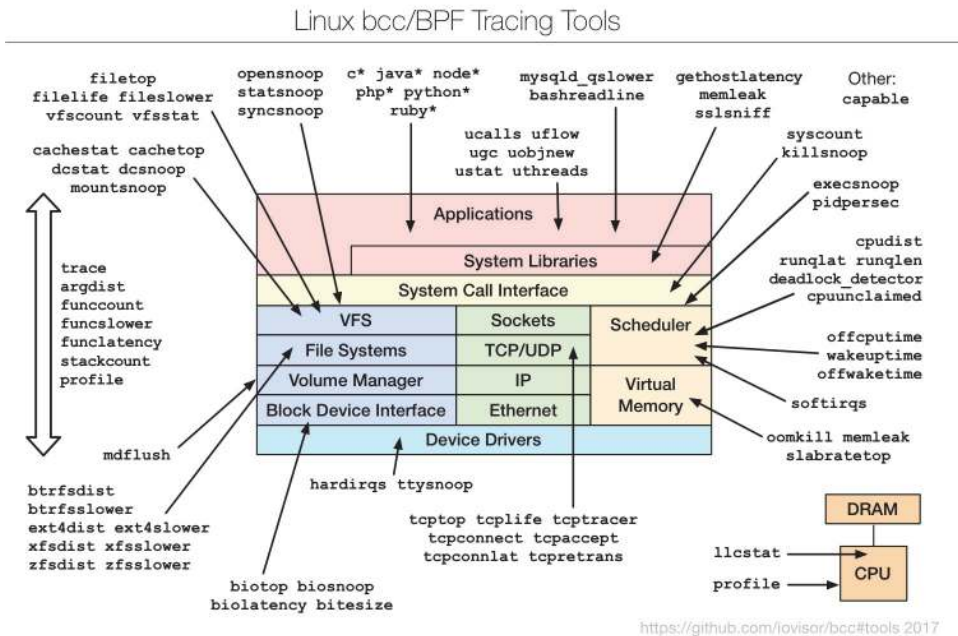 Linux bcc/BPF Tracing Tools
filetop
filelife fileslower
vfscount vfsstat
opensnoop
statsnoop
syncsnoop
c* java* node*
php* python*
ruby*
mysqld_qslower
bashreadline
gethostlatency
memleak
sslsniff
Other:
capable
cachestat cachetop
dcstat dcsnoop
mountsnoop
ucalls uflow
ugc uobjnew
ustat uthreads
syscount
killsnoop
execsnoop
pidpersec
trace
argdist
funccount
funcslower
funclatency
stackcount
profile
Applications
System Libraries
System Call Interface
VFS
Sockets
Scheduler
File Systems
TCP/UDP
Volume Manager
IP
Virtual
Memory
Block Device Interface
Ethernet
Device Drivers
cpudist
runqlat runqlen
deadlock_detector
cpuunclaimed
offcputime
wakeuptime
offwaketime
softirqs
oomkill memleak
slabratetop
mdflush
hardirqs ttysnoop
btrfsdist
btrfsslower
ext4dist ext4slower
xfsdist xfsslower
zfsdist zfsslower
biotop biosnoop
biolatency bitesize
tcptop tcplife tcptracer
tcpconnect tcpaccept
tcpconnlat tcpretrans
DRAM
llcstat
CPU
profile
https://github.com/iovisor/bcc#tools 2017